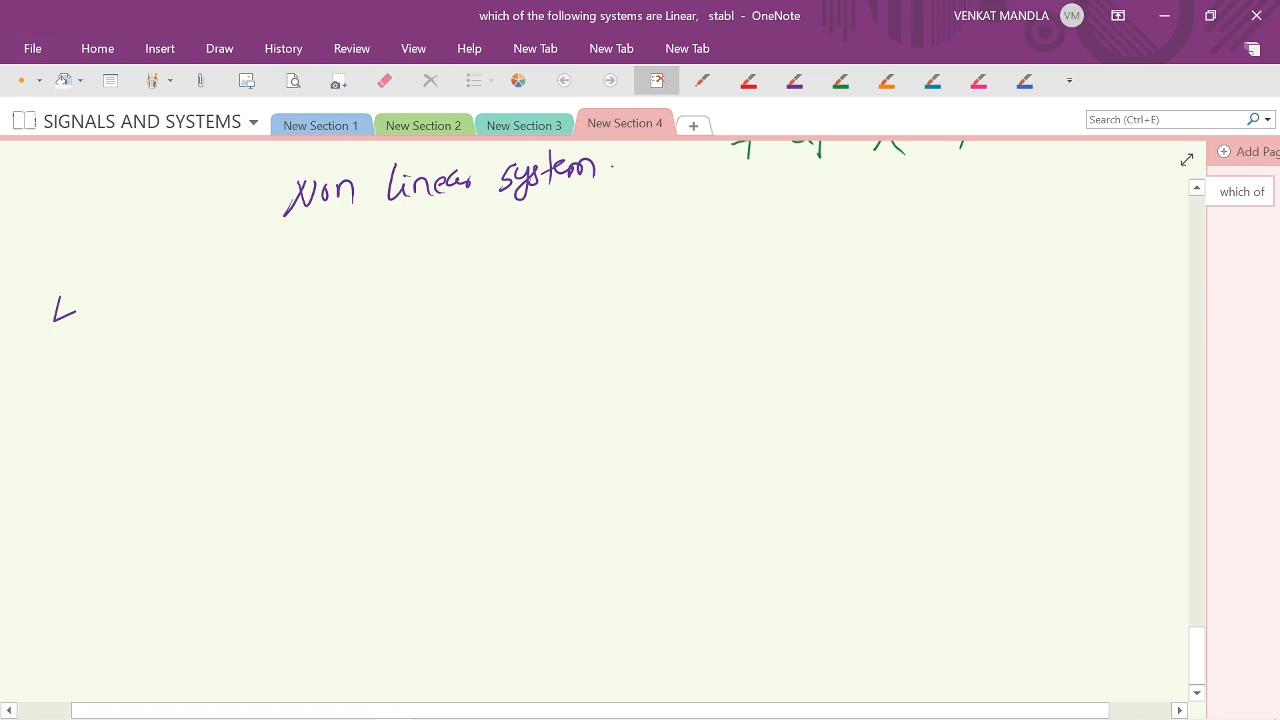 which of the following systems are Linear, stabl - OneNote
VENKAT MANDLA VM
File Home Insert Draw History Review View Help New Tab New Tab New Tab
SIGNALS AND SYSTEMS New Section 1 New Section 2 New Section 3 New Section 4 Search (Ctrl+E)
Add Pag
which of
Non linear system.